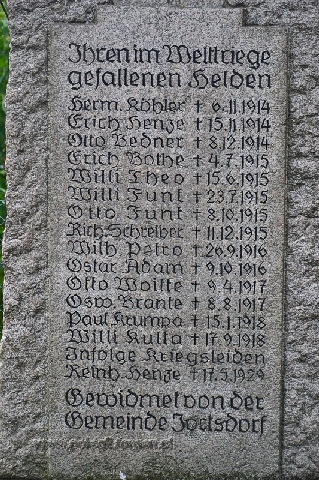 Ihren im Weltkriege
gefallenen Helden
Herm. Köhler † 6.11.1914
Erich Henze † 15.11.1914
Otto Bedner † 8.12.1914
Erich Bothe † 4.7.1915
Willi Theo † 15.6.1915
Willi Funk † 23.7.1915
Otto Funk † 8.10.1915
Rich. Schreiber † 11.12.1915
Wilh. Petro † 26.9.1916
Oskar Adam † 9.10.1916
Otto Woitke † 9.4.1917
Osw. Branke † 8.8.1917
Paul Krumpa † 15.1.1918
Willi Kulka † 17.9.1918
Infolge Kriegsleiden
Reinh. Henze † 17.5.1929
Gewidmet von der
Gemeinde